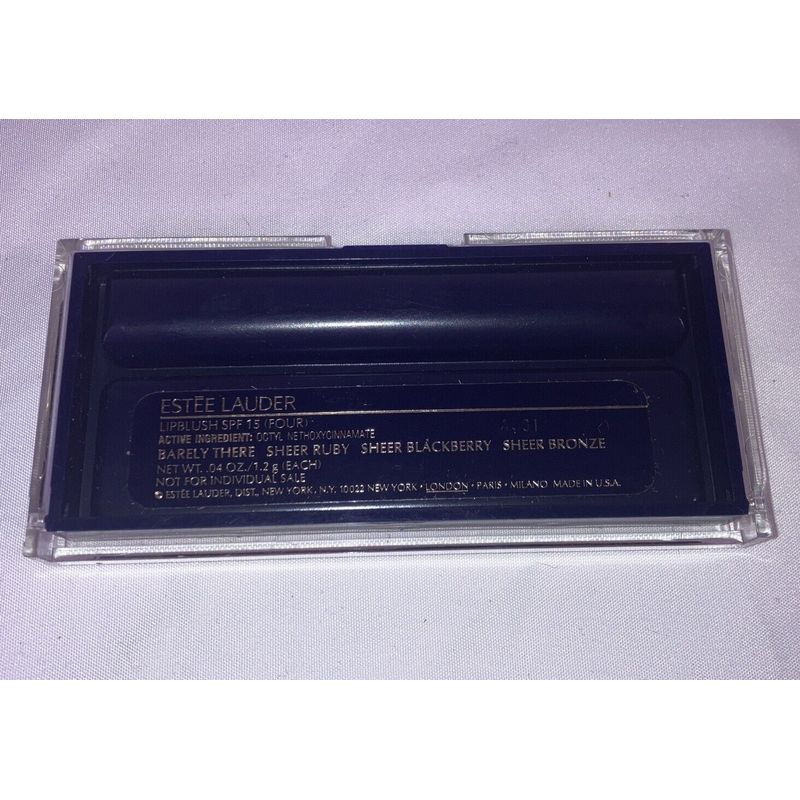 ESTĒE LAUDER
LIPBLUSH SPF 15 (FOUR)
ACTIVE INGREDIENT: OCTYL METHOXYCINNAMATE
BARELY THERE SHEER RUBY SHEER BLACKBERRY SHEER BRONZE
NET WT. .04 OZ./1.2 g (EACH)
NOT FOR INDIVIDUAL SALE
© ESTĒE LAUDER, DIST., NEW YORK, N.Y. 10022 NEW YORK · LONDON · PARIS · MILANO MADE IN U.S.A.